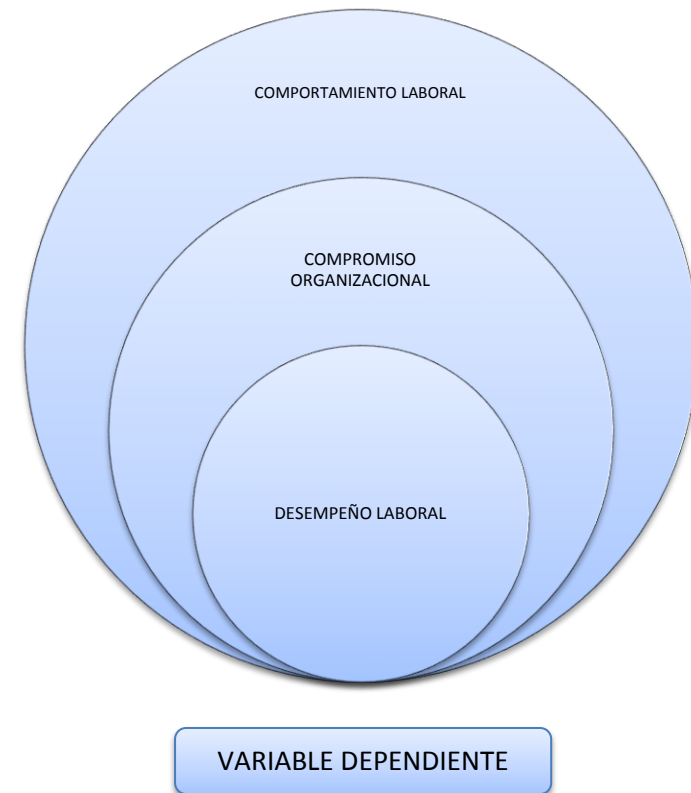 COMPORTAMIENTO LABORAL
COMPROMISO
ORGANIZACIONAL
DESEMPEÑO LABORAL
VARIABLE DEPENDIENTE